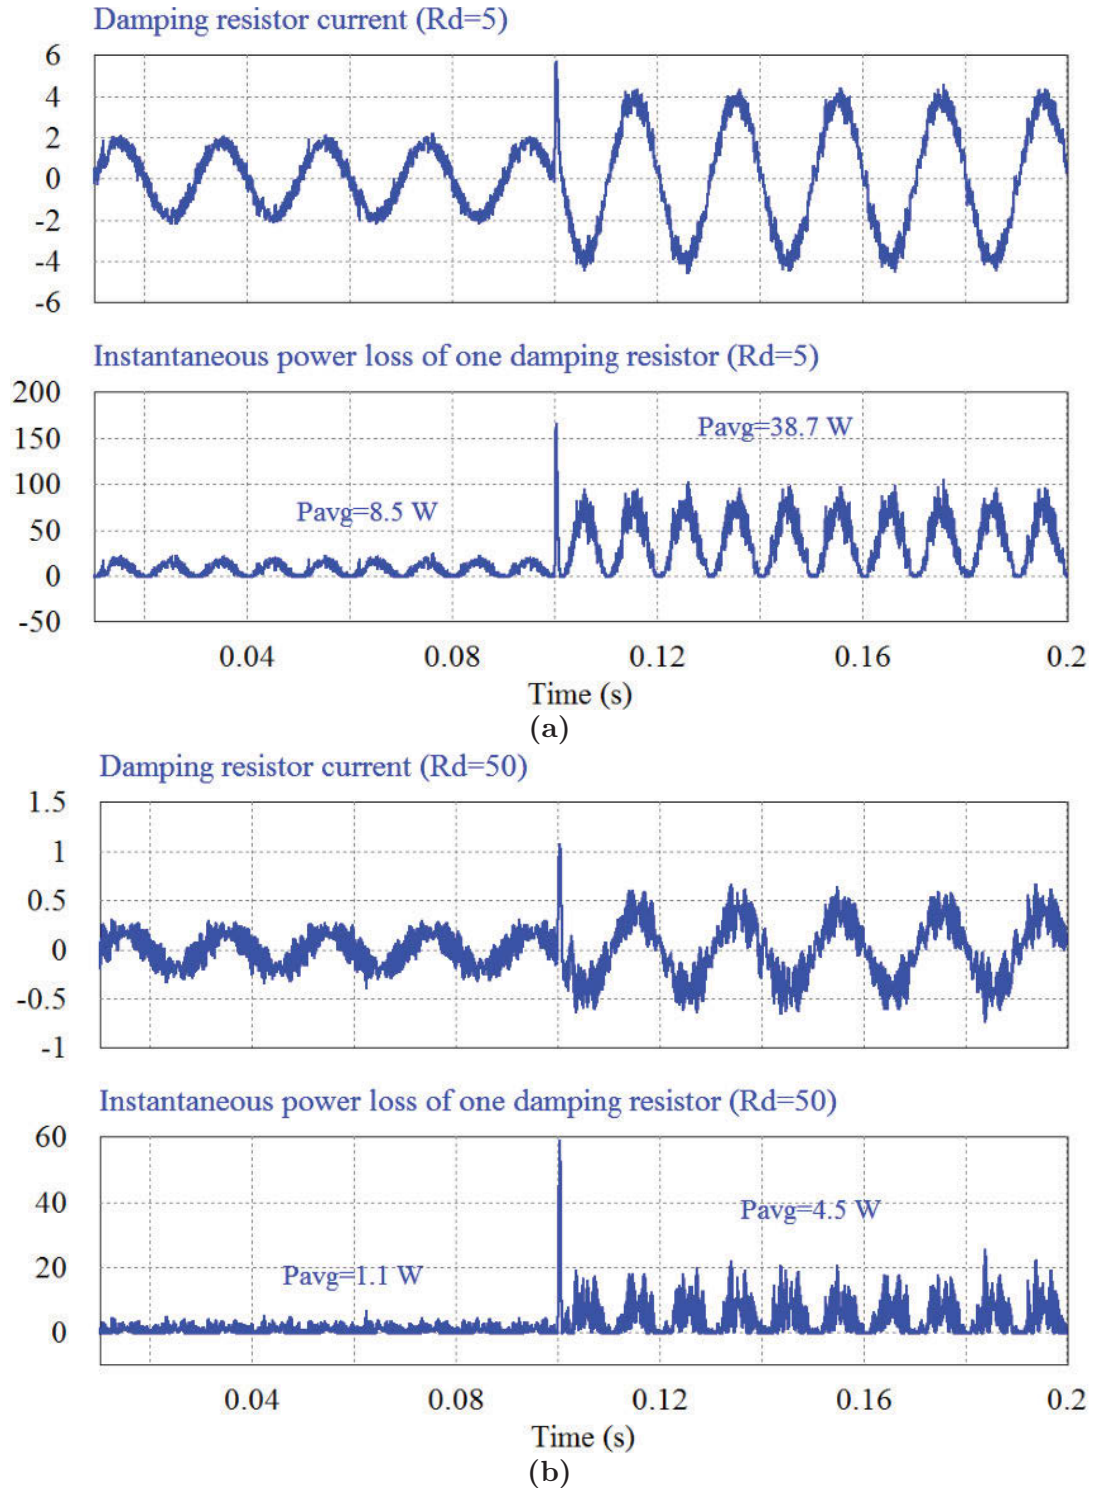 Damping resistor current (Rd=5)
6
4
2
0
-2
-4
-6
Instantaneous power loss of one damping resistor (Rd=5)
200
150
100
50
0
-50
Pavg=8.5 W
Pavg=38.7 W
0.04 0.08 0.12 0.16 0.2
Time (s)
(a)
Damping resistor current (Rd=50)
1.5
1
0.5
0
-0.5
-1
Instantaneous power loss of one damping resistor (Rd=50)
60
40
20
0
Pavg=1.1 W
Pavg=4.5 W
0.04 0.08 0.12 0.16 0.2
Time (s)
(b)